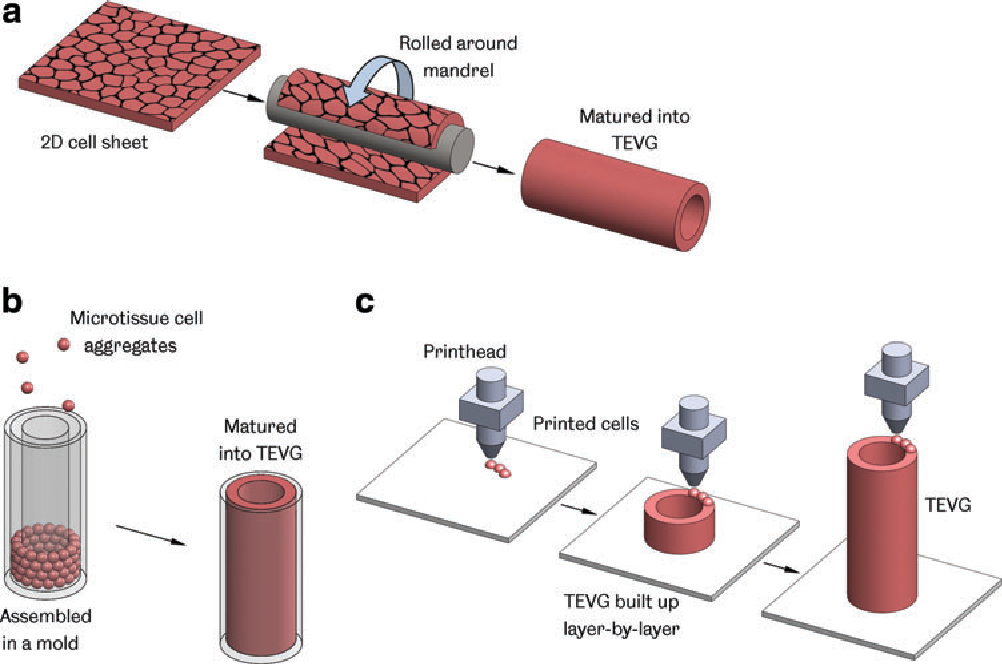 a
Rolled around
mandrel
2D cell sheet
Matured into
TEVG
b
Microtissue cell
aggregates
Matured
into TEVG
Assembled
in a mold
c
Printhead
Printed cells
TEVG
TEVG built up
layer-by-layer